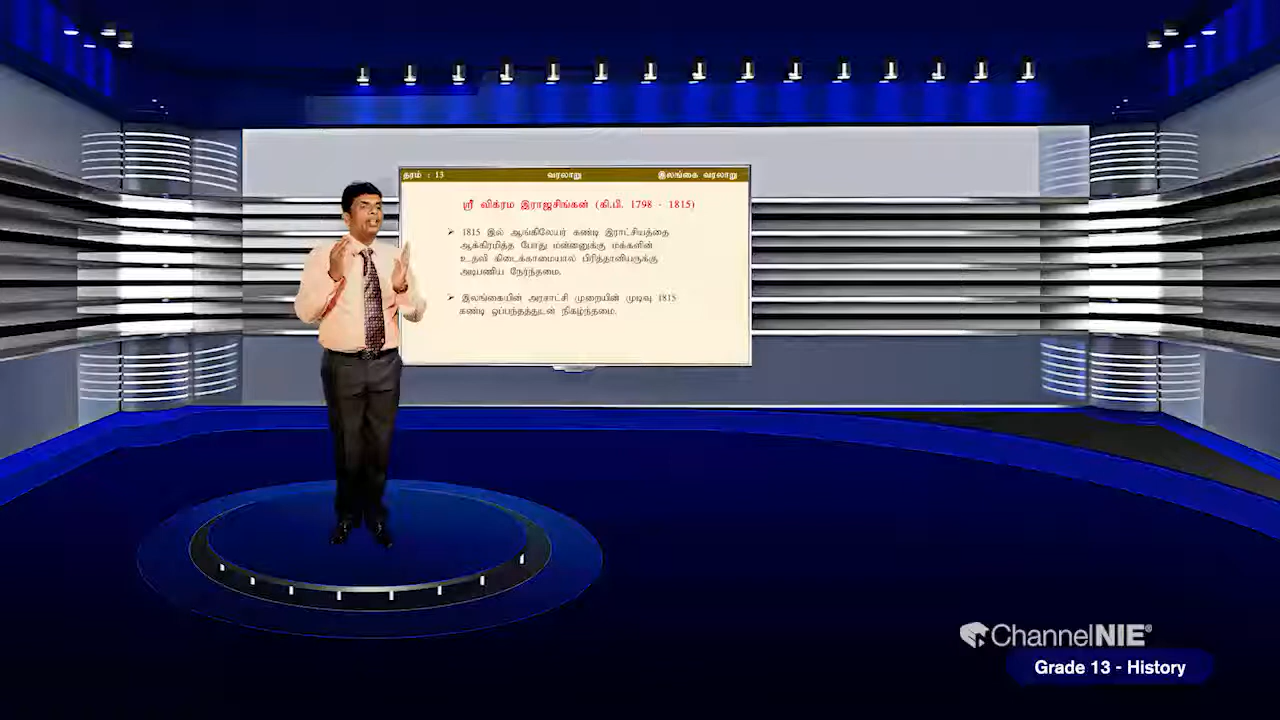 தரம் : 13 வரலாறு இலங்கை வரலாறு
ஸ்ரீ விக்ரம இராஜசிங்கன் (கி.பி. 1798 - 1815)
➢ 1815 இல் ஆங்கிலேயர் கண்டி இராட்சியத்தை
ஆக்கிரமித்த போது மன்னனுக்கு மக்களின்
உதவி கிடைக்காமையால் பிரித்தானியருக்கு
அடிபணிய நேர்ந்தமை.
➢ இலங்கையின் அரசாட்சி முறையின் முடிவு 1815
கண்டி ஒப்பந்தத்துடன் நிகழ்ந்தமை.
ChannelNIE®
Grade 13 - History